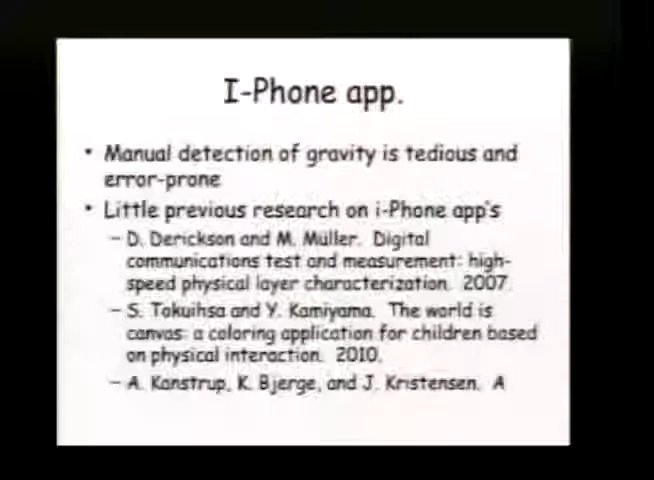 I-Phone app.
• Manual detection of gravity is tedious and
error-prone
• Little previous research on i-Phone app's
– D. Derickson and M. Müller. Digital
communications test and measurement: high-
speed physical layer characterization. 2007
– S. Tokuihsa and Y. Kamiyama. The world is
canvas: a coloring application for children based
on physical interaction. 2010.
– A. Kanstrup, K. Bjerge, and J. Kristensen. A